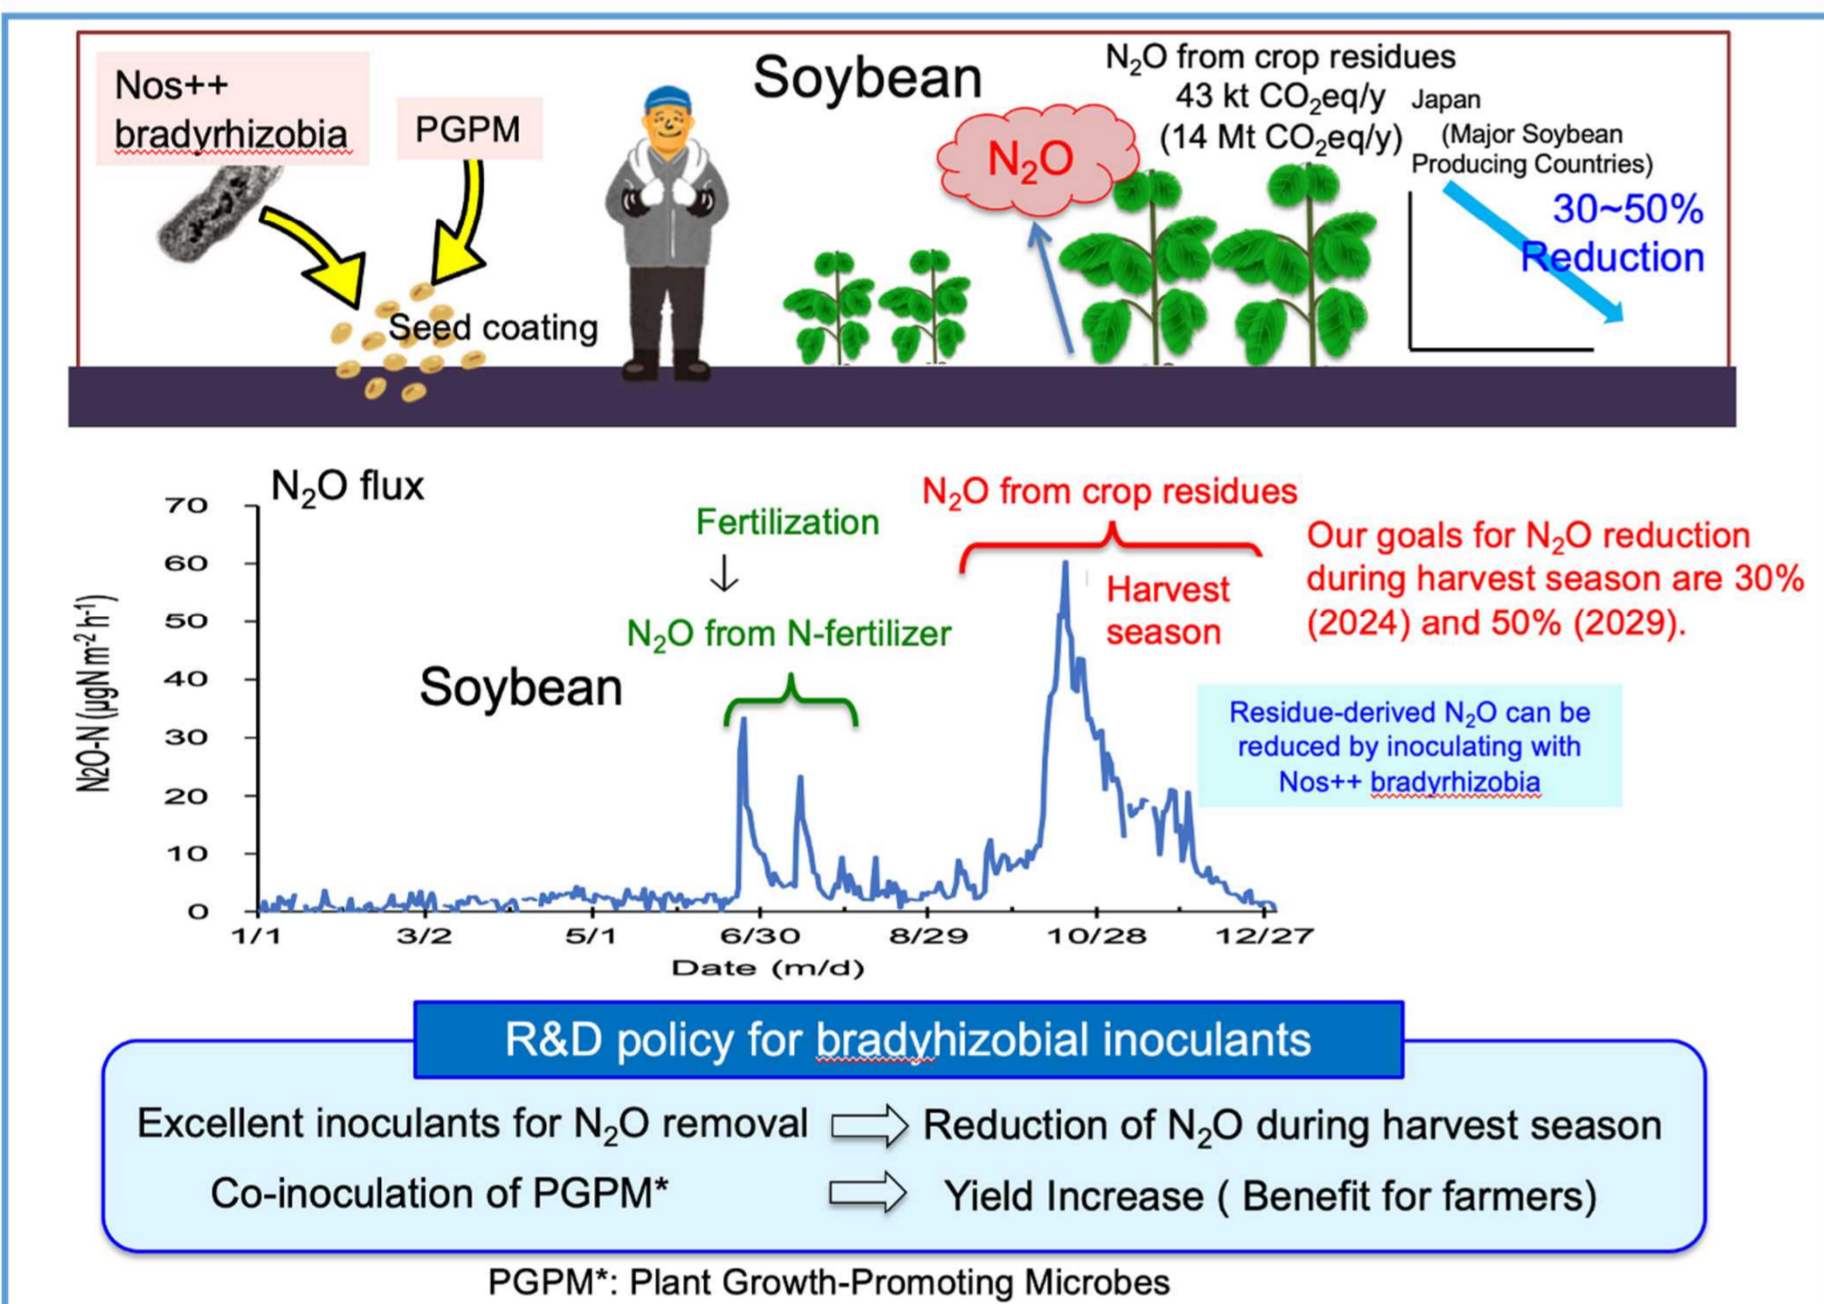 Nos++
bradyrhizobia
PGPM
Seed coating
Soybean
N₂O
N₂O from crop residues
43 kt CO₂eq/y Japan
(14 Mt CO₂eq/y) (Major Soybean
Producing Countries)
30~50%
Reduction
N₂O flux
N2O-N (µgN m⁻² h⁻¹)
70
60
50
40
30
20
10
0
1/1 3/2 5/1 6/30 8/29 10/28 12/27
Date (m/d)
Soybean
Fertilization
↓
N₂O from N-fertilizer
N₂O from crop residues
Harvest
season
Our goals for N₂O reduction
during harvest season are 30%
(2024) and 50% (2029).
Residue-derived N₂O can be
reduced by inoculating with
Nos++ bradyrhizobia
R&D policy for bradyhizobial inoculants
Excellent inoculants for N₂O removal ⇨ Reduction of N₂O during harvest season
Co-inoculation of PGPM* ⇨ Yield Increase ( Benefit for farmers)
PGPM*: Plant Growth-Promoting Microbes